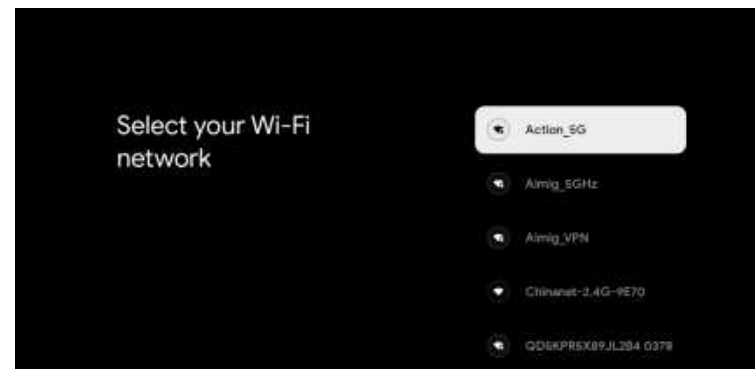 Select your Wi-Fi
network
Action_5G
Aimig_5GHz
Aimig_VPN
Chinanet-2.4G-9E70